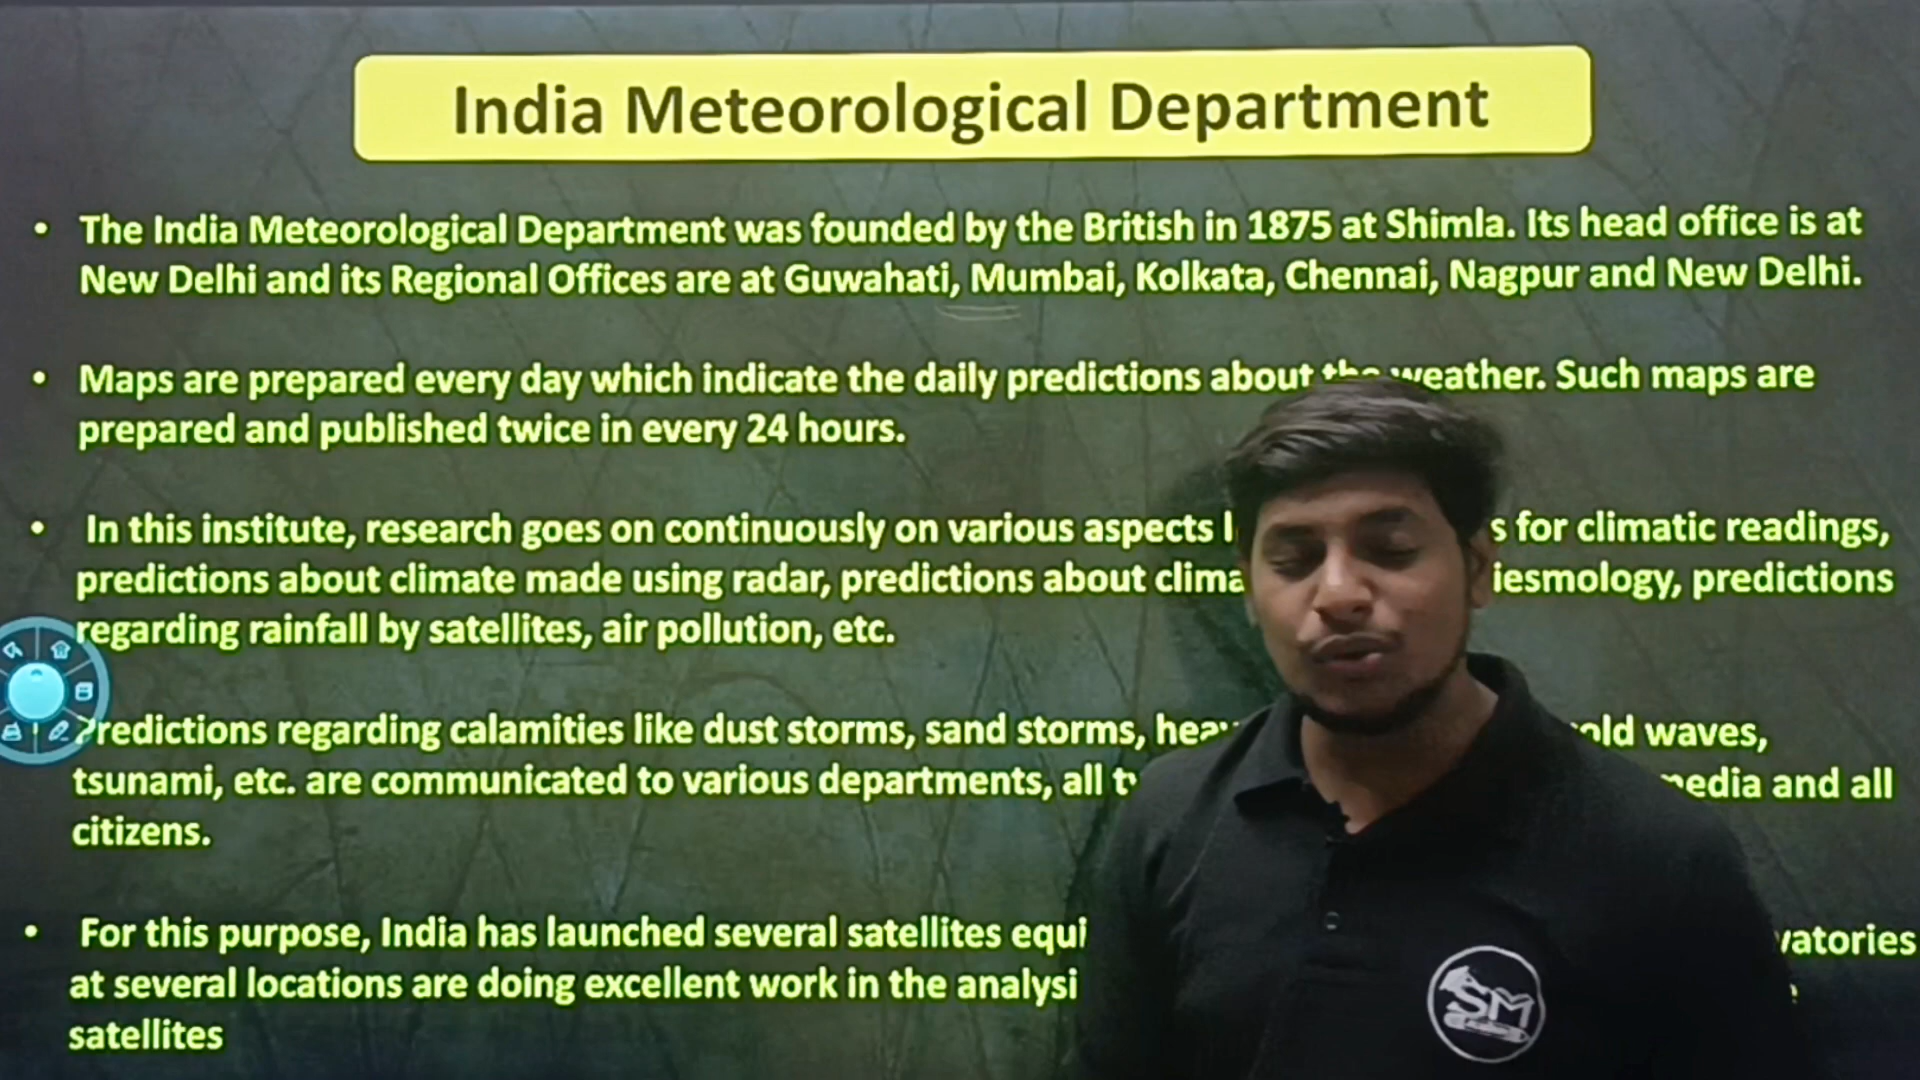 India Meteorological Department
• The India Meteorological Department was founded by the British in 1875 at Shimla. Its head office is at
New Delhi and its Regional Offices are at Guwahati, Mumbai, Kolkata, Chennai, Nagpur and New Delhi.
• Maps are prepared every day which indicate the daily predictions about the weather. Such maps are
prepared and published twice in every 24 hours.
• In this institute, research goes on continuously on various aspects for climatic readings,
predictions about climate made using radar, predictions about iesmology, predictions
regarding rainfall by satellites, air pollution, etc.
Predictions regarding calamities like dust storms, sand storms, waves,
tsunami, etc. are communicated to various departments, all media and all
citizens.
• For this purpose, India has launched several satellites
at several locations are doing excellent work in the
satellites
SM